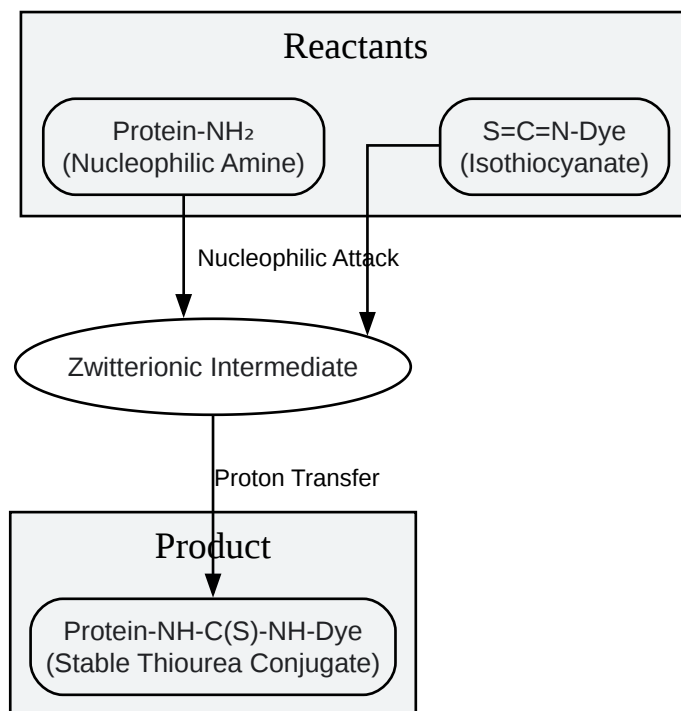 Reactants
Protein-NH₂
(Nucleophilic Amine)
S=C=N-Dye
(Isothiocyanate)
Nucleophilic Attack
Zwitterionic Intermediate
Proton Transfer
Product
Protein-NH-C(S)-NH-Dye
(Stable Thiourea Conjugate)